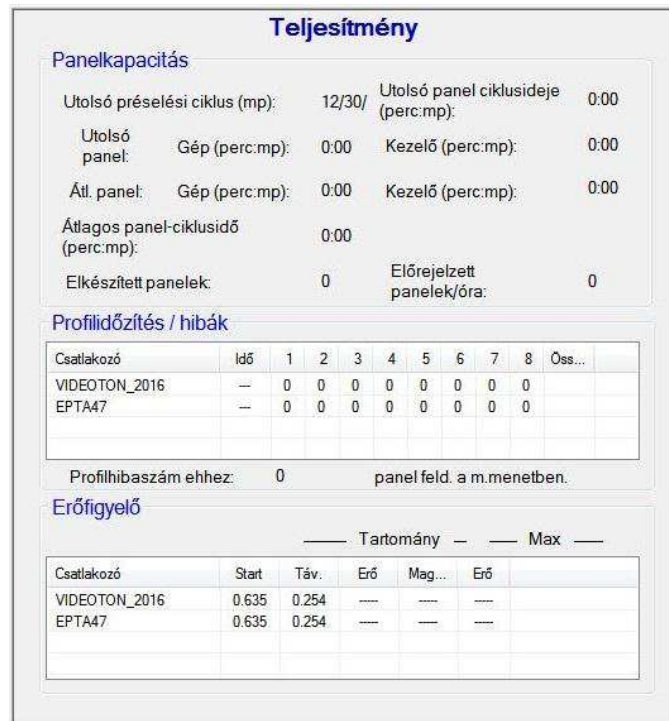 Teljesítmény
Panelkapacitás
Utolsó préselési ciklus (mp): 12/30/ Utolsó panel ciklusideje (perc:mp): 0:00
Utolsó panel: Gép (perc:mp): 0:00 Kezelő (perc:mp): 0:00
Átl. panel: Gép (perc:mp): 0:00 Kezelő (perc:mp): 0:00
Átlagos panel-ciklusidő (perc:mp): 0:00
Elkészített panelek: 0 Előrejelzett panelek/óra: 0
Profilidőzítés / hibák
Csatlakozó Idő 1 2 3 4 5 6 7 8 Öss...
VIDEOTON_2016 --- 0 0 0 0 0 0 0 0
EPTA47 --- 0 0 0 0 0 0 0 0
Profilhibaszám ehhez: 0 panel feld. a m.menetben.
Erőfigyelő
Tartomány Max
Csatlakozó Start Táv. Erő Mag... Erő
VIDEOTON_2016 0.635 0.254 ----- ----- -----
EPTA47 0.635 0.254 ----- ----- -----